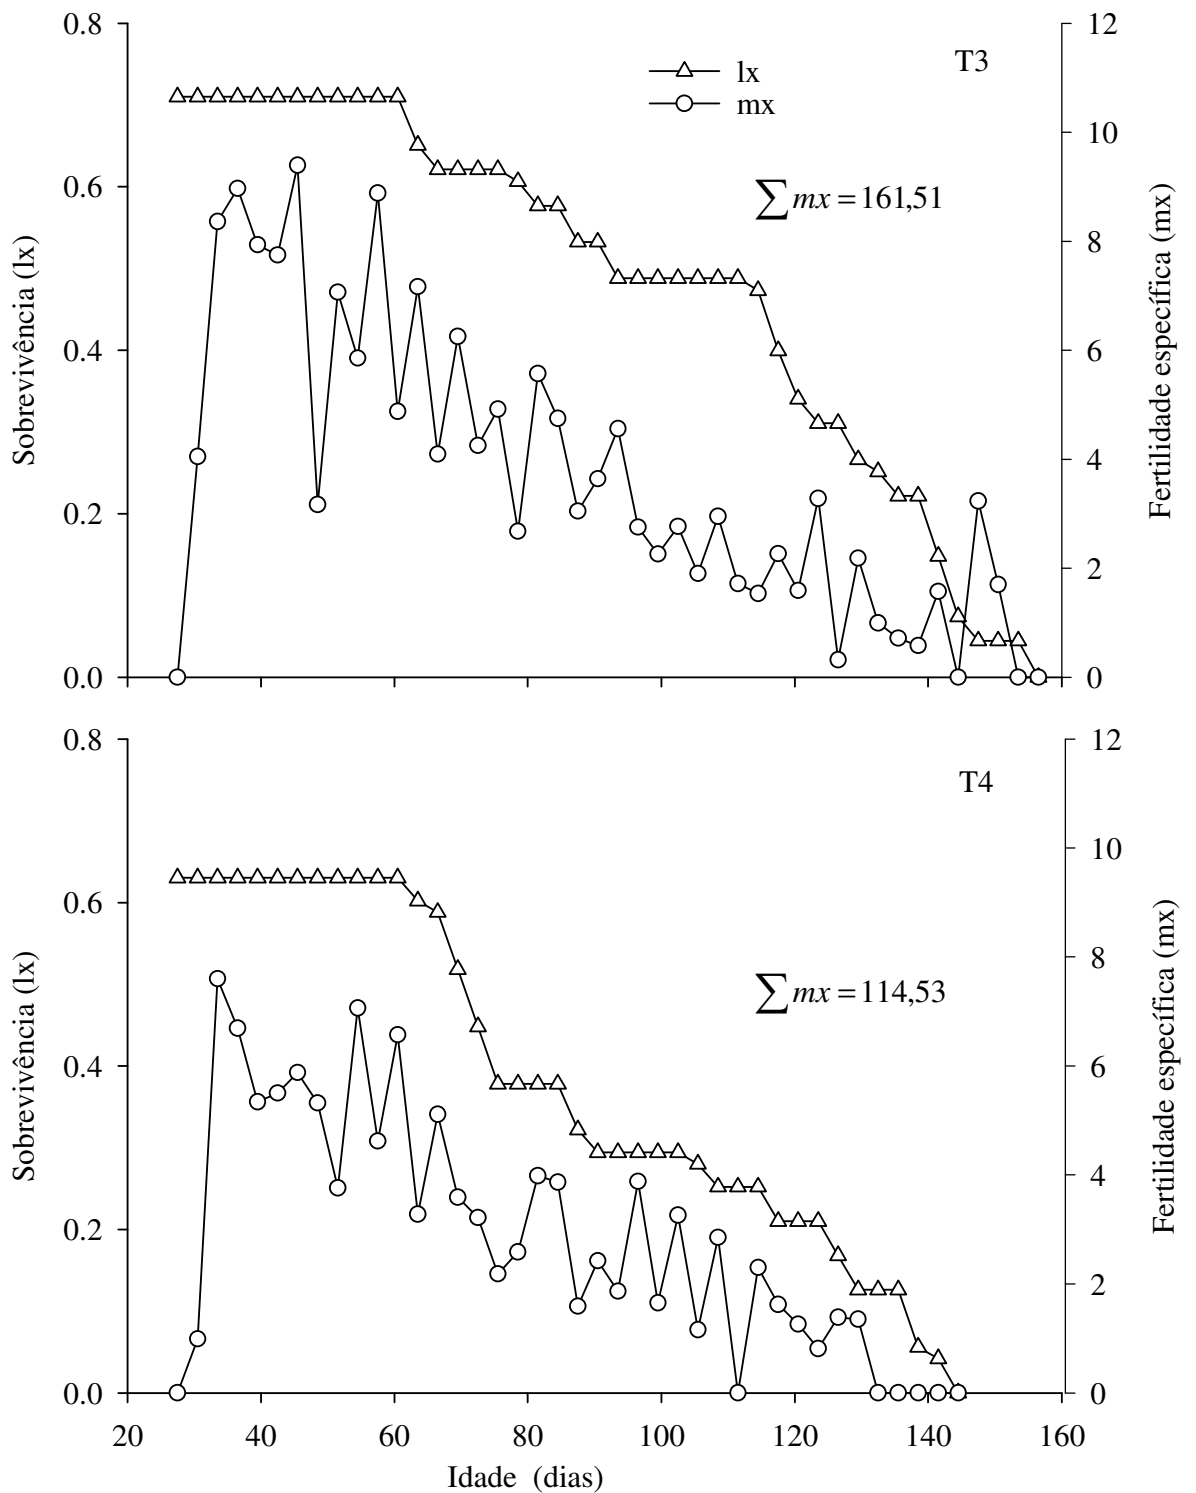 0.8
0.6
0.4
0.2
0.0
Sobrevivência (lx)
T3
lx
mx
∑ mx = 161,51
12
10
8
6
4
2
0
Fertilidade específica (mx)
0.8
0.6
0.4
0.2
0.0
Sobrevivência (lx)
T4
∑ mx = 114,53
12
10
8
6
4
2
0
Fertilidade específica (mx)
20 40 60 80 100 120 140 160
Idade (dias)